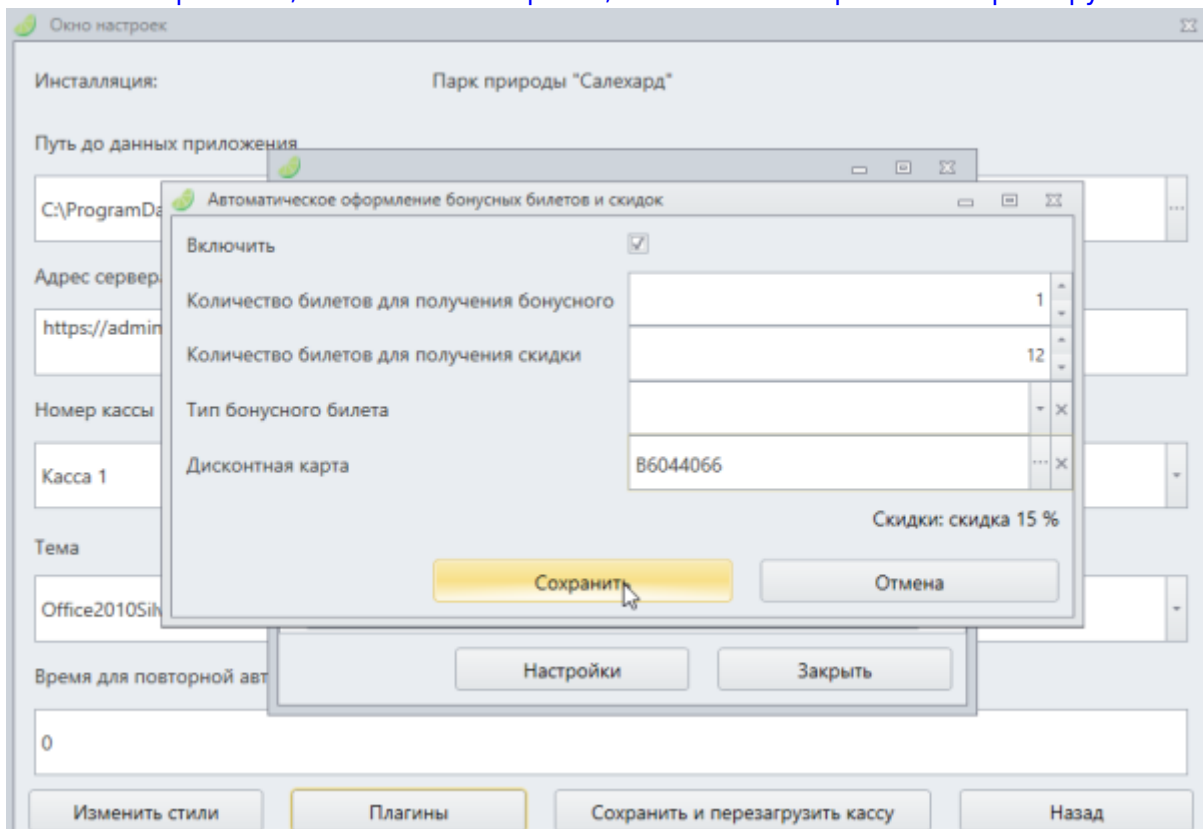 Окно настроек
Инсталляция: Парк природы "Салехард"
Путь до данных приложения
C:\ProgramDa
Автоматическое оформление бонусных билетов и скидок
Включить
Количество билетов для получения бонусного 1
Количество билетов для получения скидки 12
Тип бонусного билета
Дисконтная карта B6044066
Скидки: скидка 15 %
Сохранить Отмена
Адрес сервер
https://admin
Номер кассы
Касса 1
Тема
Office2010Silv
Настройки Закрыть
Время для повторной авт
0
Изменить стили Плагины Сохранить и перезагрузить кассу Назад